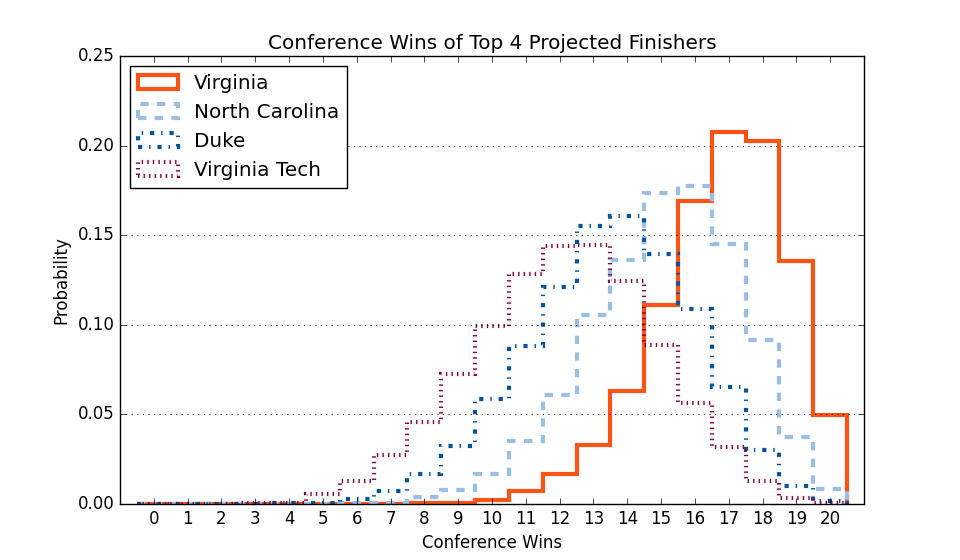 Conference Wins of Top 4 Projected Finishers
0.25
0.20
0.15
0.10
0.05
0.00
Probability
Virginia
North Carolina
Duke
Virginia Tech
0 1 2 3 4 5 6 7 8 9 10 11 12 13 14 15 16 17 18 19 20
Conference Wins